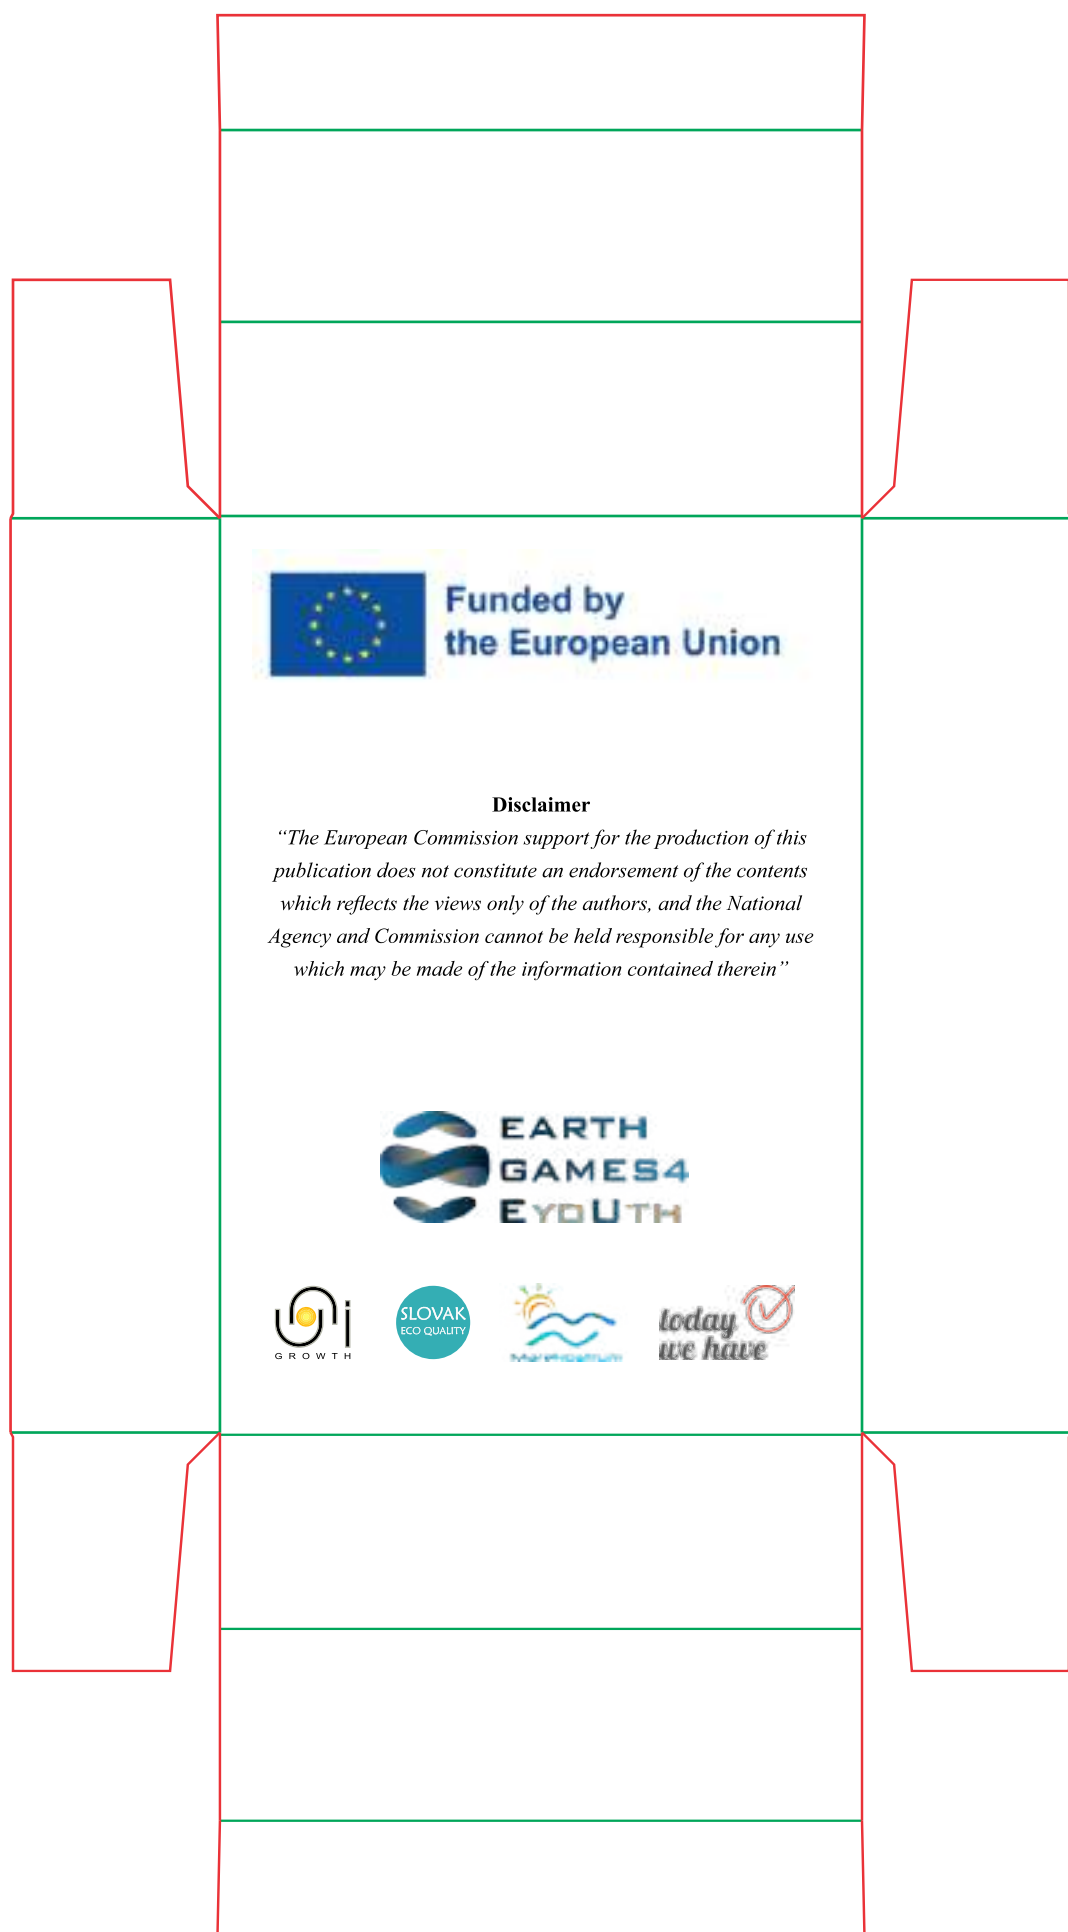 Funded by
the European Union
Disclaimer
“The European Commission support for the production of this
publication does not constitute an endorsement of the contents
which reflects the views only of the authors, and the National
Agency and Commission cannot be held responsible for any use
which may be made of the information contained therein”
EARTH
GAMES4
EYOUTH
uni
GROWTH
SLOVAK
ECO QUALITY
Marenostrum
today
we have